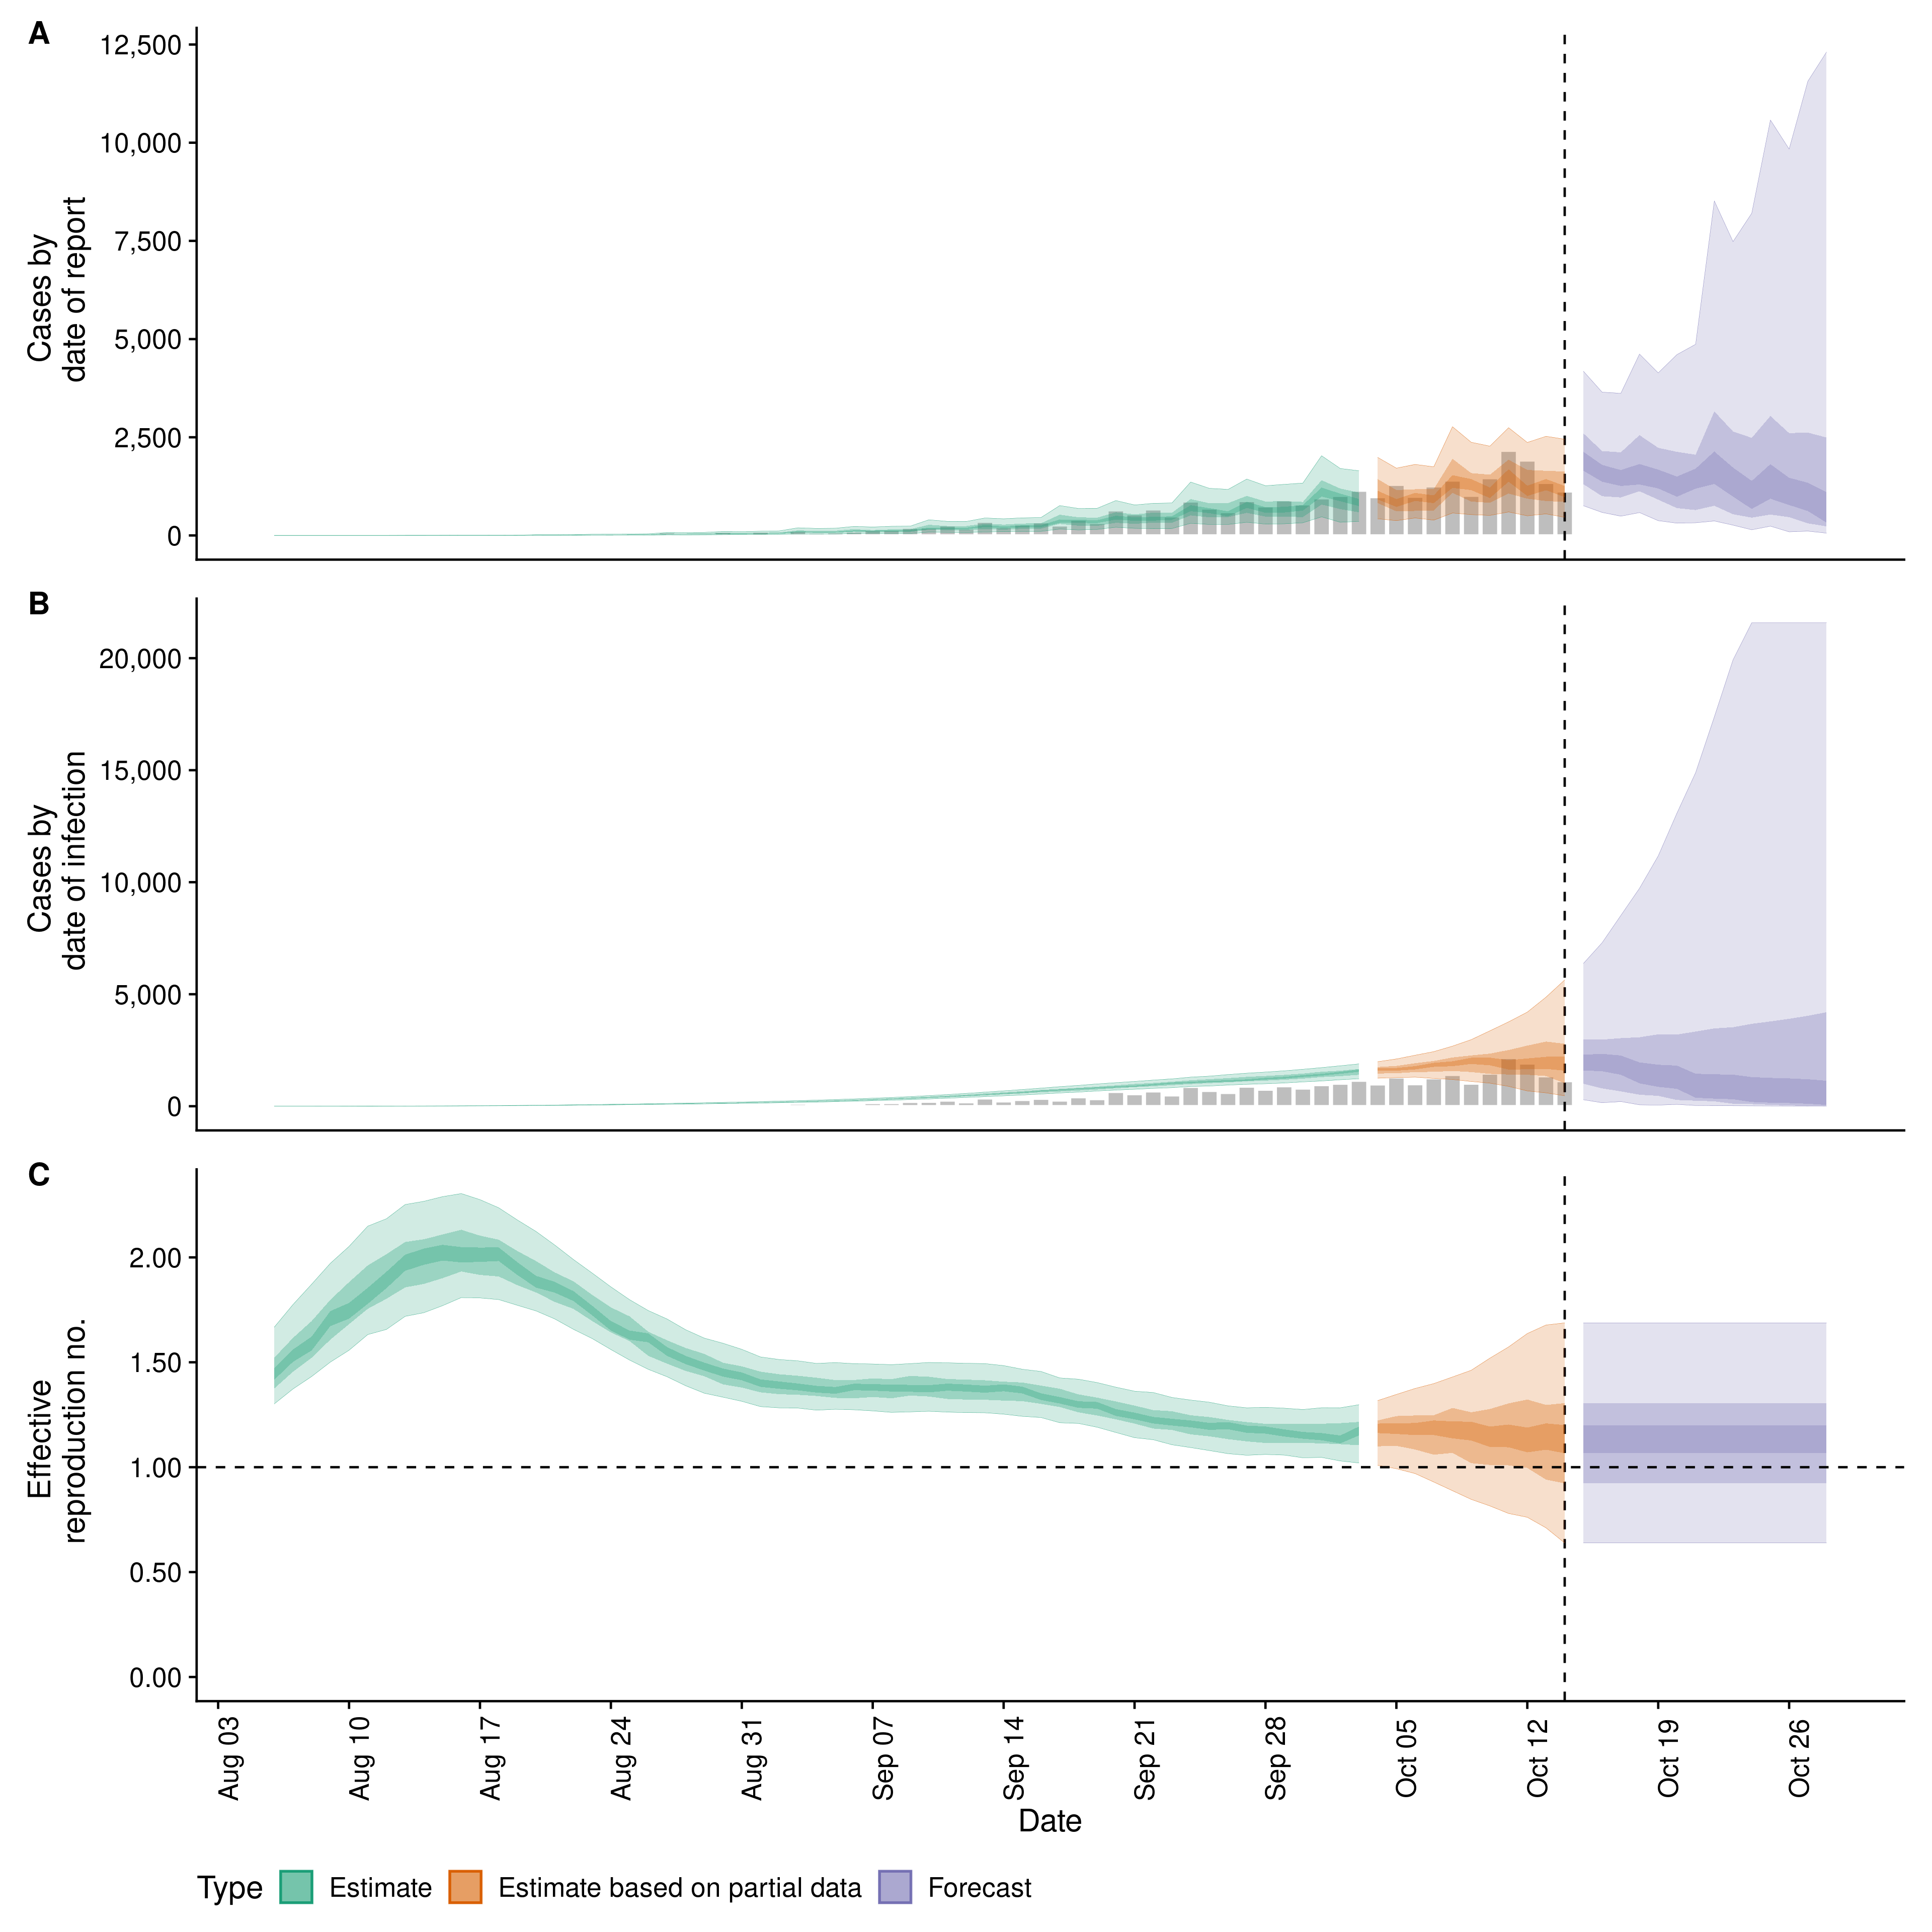 A
12,500
10,000
7,500
5,000
2,500
0
Cases by
date of report
B
20,000
15,000
10,000
5,000
0
Cases by
date of infection
C
2.00
1.50
1.00
0.50
0.00
Effective
reproduction no.
Aug 03
Aug 10
Aug 17
Aug 24
Aug 31
Sep 07
Sep 14
Sep 21
Sep 28
Oct 05
Oct 12
Oct 19
Oct 26
Date
Type Estimate Estimate based on partial data Forecast